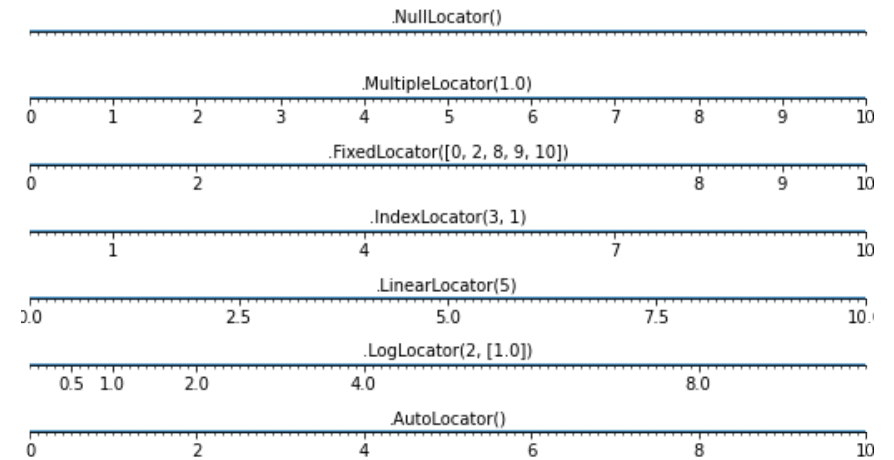 .NullLocator()
.MultipleLocator(1.0)
0 1 2 3 4 5 6 7 8 9 10
.FixedLocator([0, 2, 8, 9, 10])
0 2 8 9 10
.IndexLocator(3, 1)
1 4 7 10
.LinearLocator(5)
0.0 2.5 5.0 7.5 10.
.LogLocator(2, [1.0])
0.5 1.0 2.0 4.0 8.0
.AutoLocator()
0 2 4 6 8 10